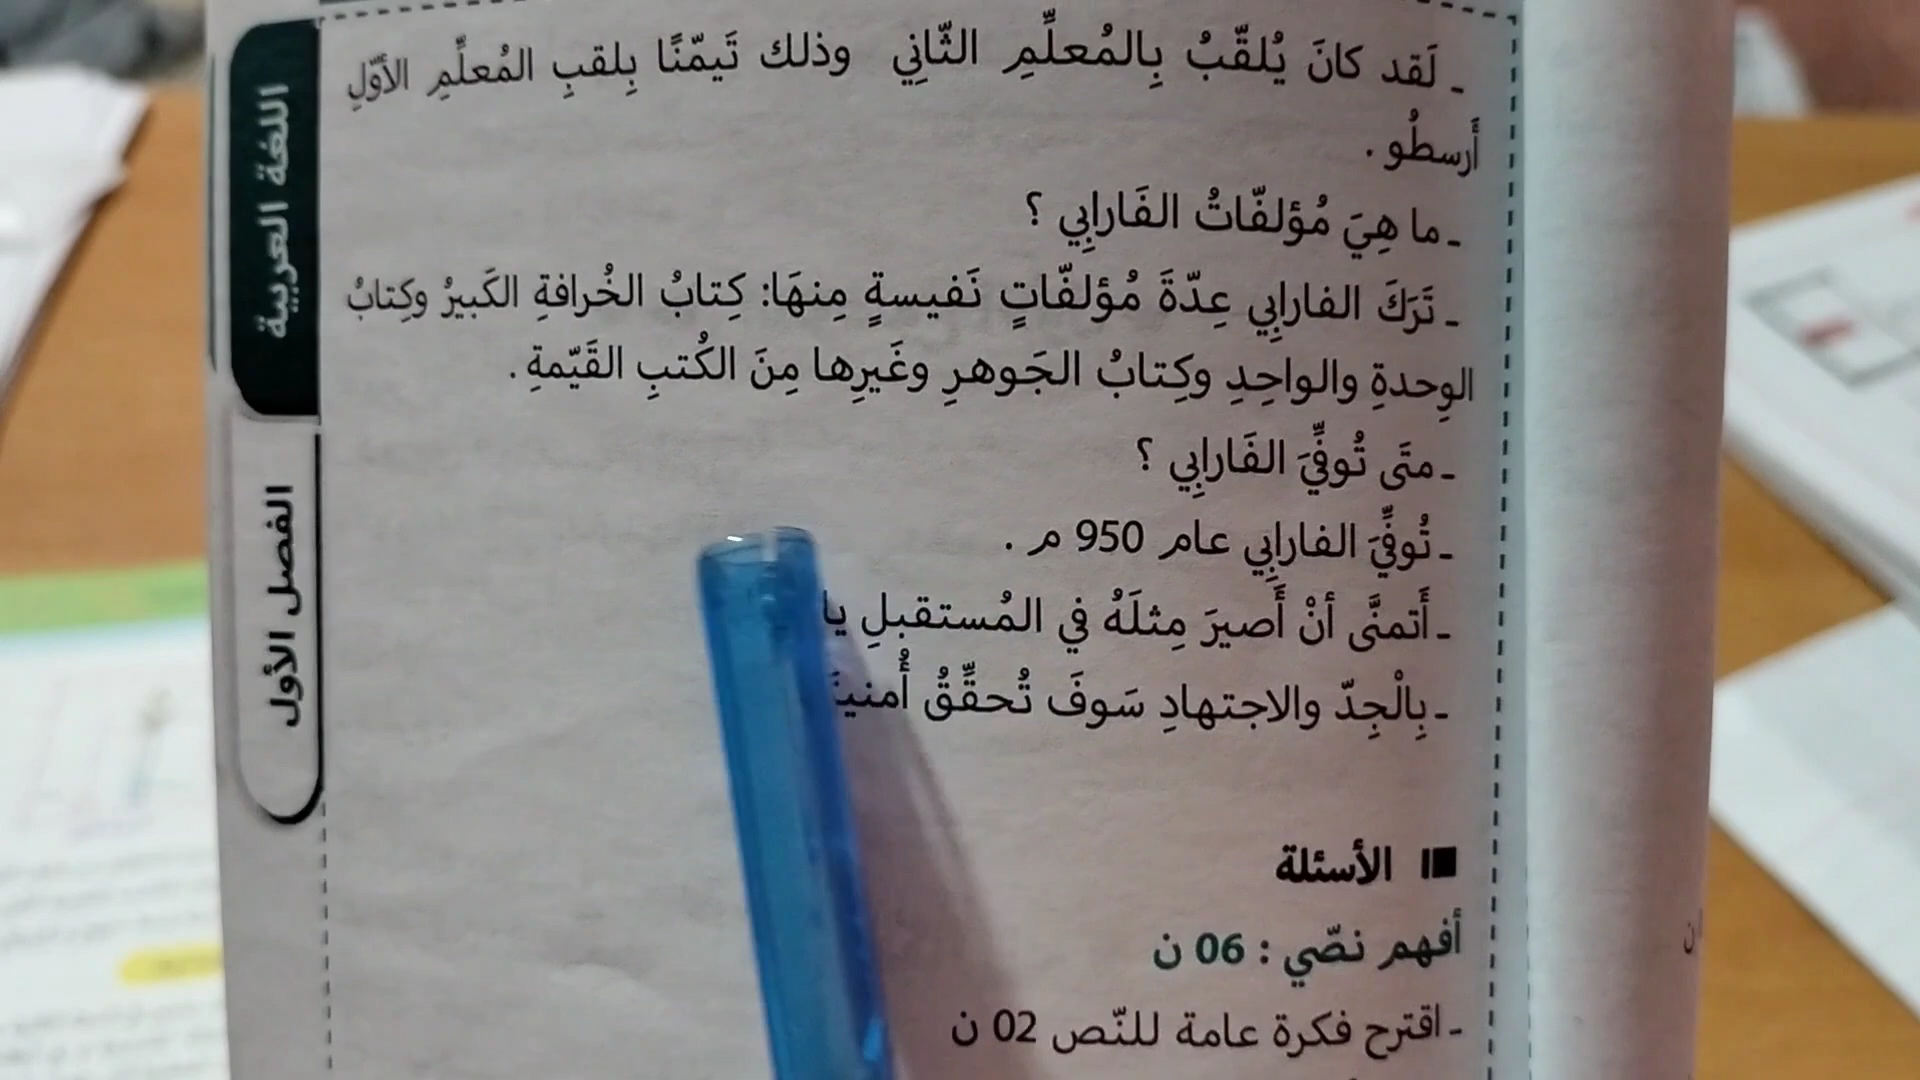 ـ لَقد كانَ يُلقّبُ بِالمُعلِّمِ الثّانِي وذلك تَيمّنًا بِلقبِ المُعلِّمِ الأوّلِ
أَرسطُو .
ـ ما هِيَ مُؤلفّاتُ الفَارابِي ؟
ـ تَرَكَ الفارابِي عِدّةَ مُؤلفّاتٍ نَفيسةٍ مِنهَا: كِتابُ الخُرافةِ الكَبيرُ وكِتابُ
الوِحدةِ والواحِدِ وكِتابُ الجَوهرِ وغَيرِها مِنَ الكُتبِ القَيّمةِ .
ـ متَى تُوفِّيَ الفَارابِي ؟
ـ تُوفِّيَ الفارابِي عام 950 م .
ـ أَتمنَّى أنْ أَصيرَ مِثلَهُ في المُستقبلِ يا
ـ بِالْجِدّ والاجتهادِ سَوفَ تُحقِّقُ
الأسئلة
أفهم نصّي : 06 ن
ـ اقترح فكرة عامة للنّص 02 ن
اللغة العربية
الفصل الأول